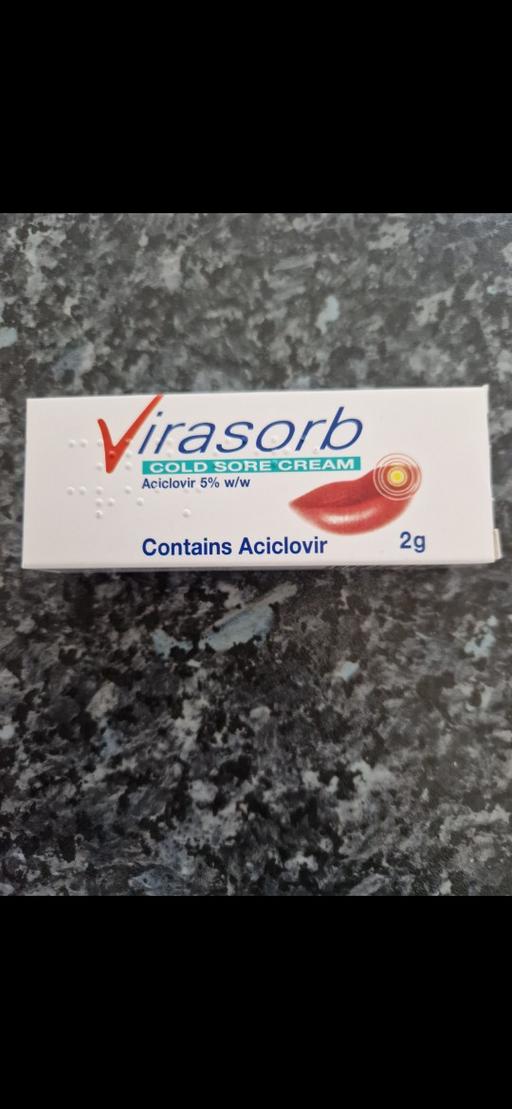 Virasorb
COLD SORE CREAM
Aciclovir 5% w/w
Contains Aciclovir
2g